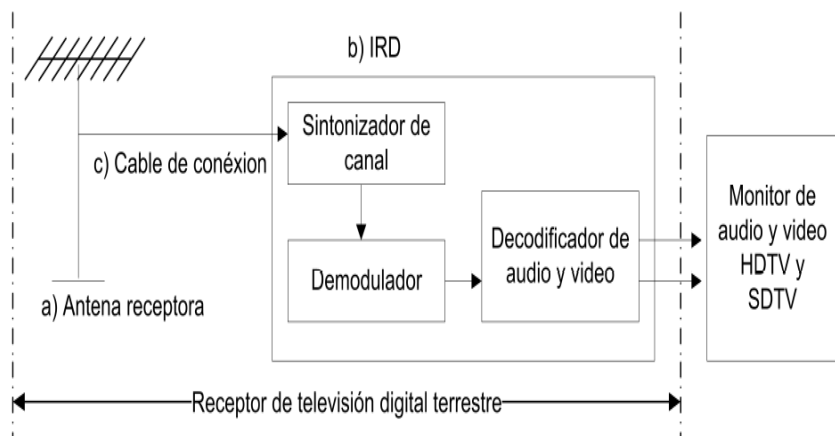 b) IRD
Sintonizador de
canal
c) Cable de conéxion
Demodulador
Decodificador de
audio y video
Monitor de
audio y video
HDTV y
SDTV
a) Antena receptora
Receptor de televisión digital terrestre